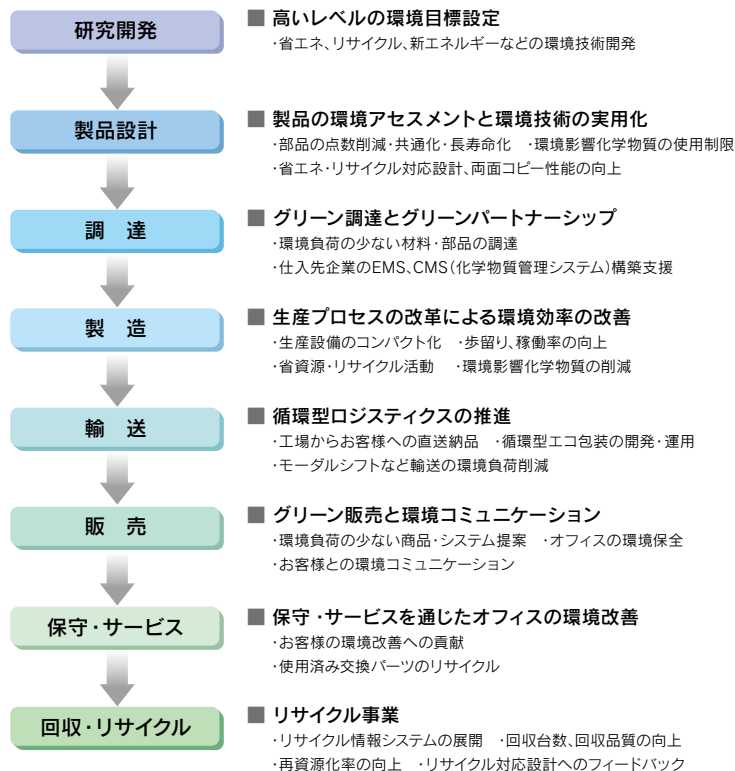 研究開発
■ 高いレベルの環境目標設定
・省エネ、リサイクル、新エネルギーなどの環境技術開発
製品設計
■ 製品の環境アセスメントと環境技術の実用化
・部品の点数削減・共通化・長寿命化 ・環境影響化学物質の使用制限
・省エネ・リサイクル対応設計、両面コピー性能の向上
調 達
■ グリーン調達とグリーンパートナーシップ
・環境負荷の少ない材料・部品の調達
・仕入先企業のEMS、CMS(化学物質管理システム)構築支援
製 造
■ 生産プロセスの改革による環境効率の改善
・生産設備のコンパクト化 ・歩留り、稼働率の向上
・省資源・リサイクル活動 ・環境影響化学物質の削減
輸 送
■ 循環型ロジスティクスの推進
・工場からお客様への直送納品 ・循環型エコ包装の開発・運用
・モーダルシフトなど輸送の環境負荷削減
販 売
■ グリーン販売と環境コミュニケーション
・環境負荷の少ない商品・システム提案 ・オフィスの環境保全
・お客様との環境コミュニケーション
保守・サービス
■ 保守・サービスを通じたオフィスの環境改善
・お客様の環境改善への貢献
・使用済み交換パーツのリサイクル
回収・リサイクル
■ リサイクル事業
・リサイクル情報システムの展開 ・回収台数、回収品質の向上
・再資源化率の向上 ・リサイクル対応設計へのフィードバック